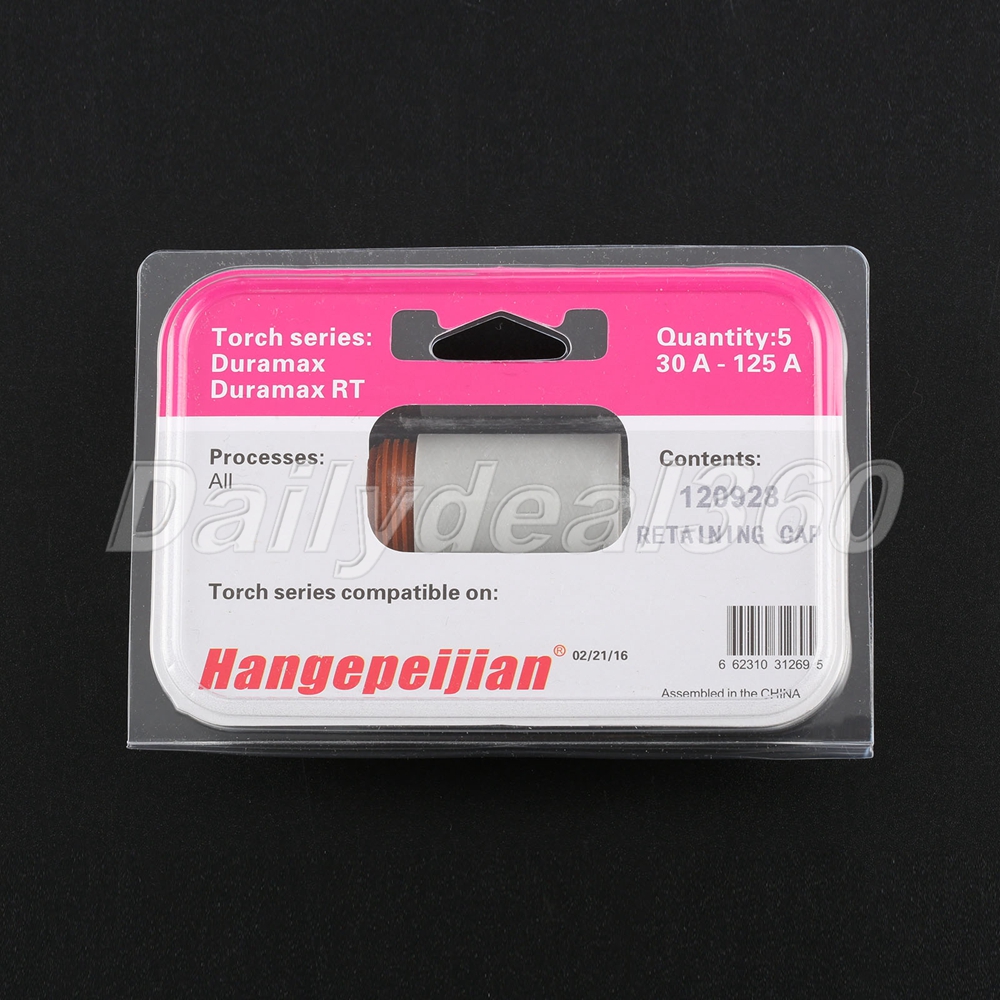 Torch series:
Duramax
Duramax RT
Quantity:5
30 A - 125 A
Processes:
All
Contents:
120928
RETAINING CAP
Dailydeal360
Torch series compatible on:
Hangepeijian® 02/21/16
6 62310 31269 5
Assembled in the CHINA